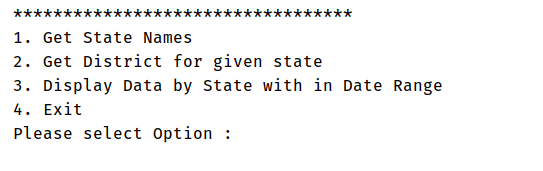 **********************************
1. Get State Names
2. Get District for given state
3. Display Data by State with in Date Range
4. Exit
Please select Option :